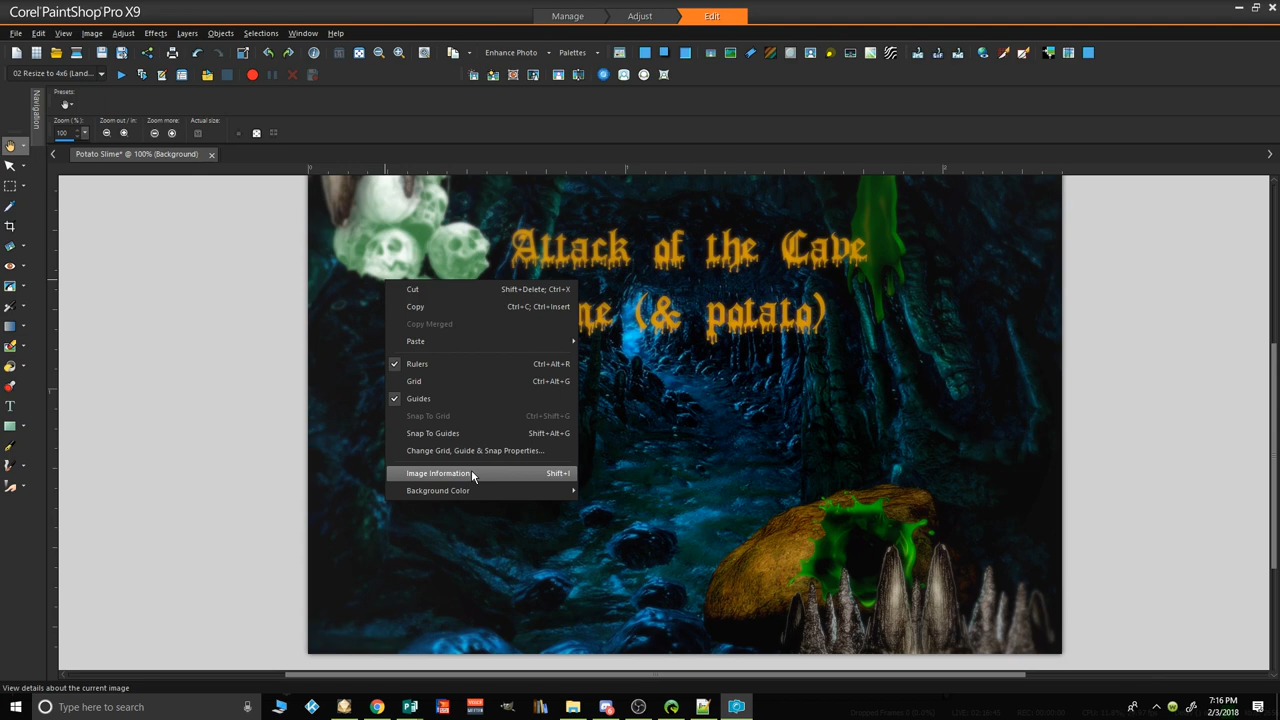 Corel PaintShop Pro X9
Manage Adjust Edit
File Edit View Image Adjust Effects Layers Objects Selections Window Help
Enhance Photo Palettes
02 Resize to 4x6 (Land...
Presets:
Navigation
Zoom (%): Zoom out / in: Zoom more: Actual size:
100
Potato Slime* @ 100% (Background)
0 1 2
Attack of the Cave
ne (& potato)
Cut Shift+Delete; Ctrl+X
Copy Ctrl+C; Ctrl+Insert
Copy Merged
Paste
Rulers Ctrl+Alt+R
Grid Ctrl+Alt+G
Guides
Snap To Grid Ctrl+Shift+G
Snap To Guides Shift+Alt+G
Change Grid, Guide & Snap Properties...
Image Information Shift+I
Background Color
View details about the current image
Type here to search
7:16 PM
2/3/2018